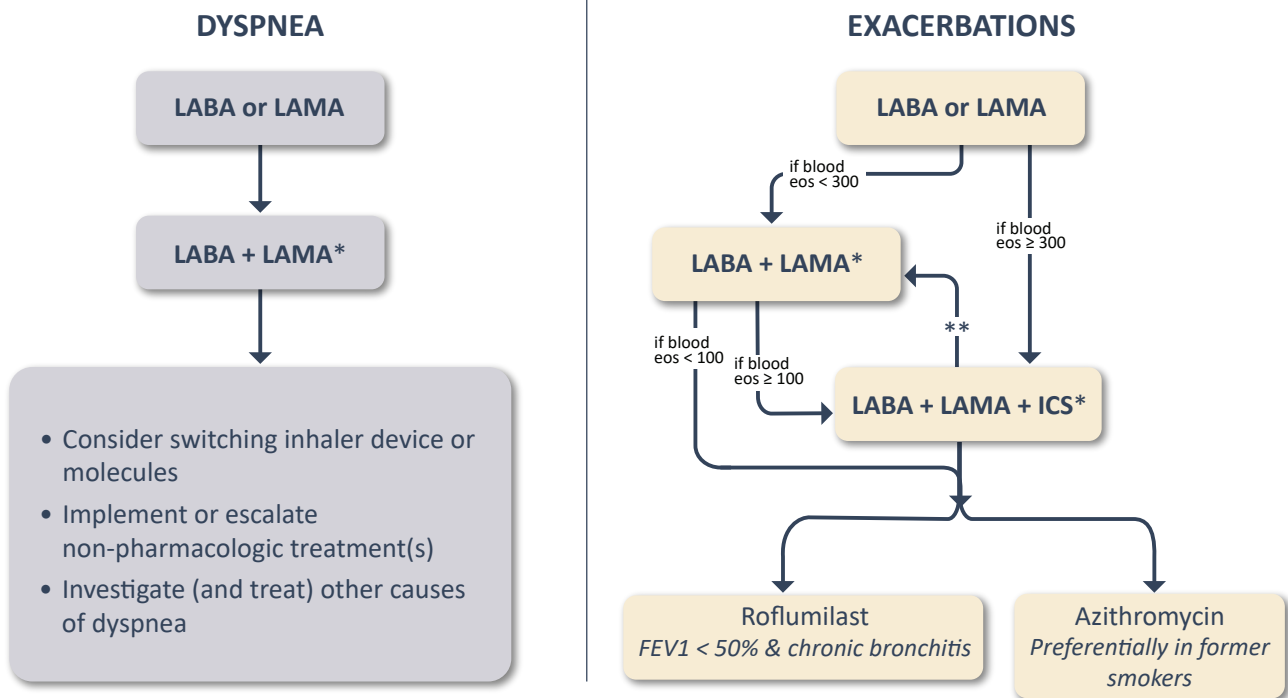 DYSPNEA
LABA or LAMA
LABA + LAMA*
• Consider switching inhaler device or
molecules
• Implement or escalate
non-pharmacologic treatment(s)
• Investigate (and treat) other causes
of dyspnea
EXACERBATIONS
LABA or LAMA
if blood
eos < 300
if blood
eos ≥ 300
LABA + LAMA*
**
if blood
eos < 100
if blood
eos ≥ 100
LABA + LAMA + ICS*
Roflumilast
FEV1 < 50% & chronic bronchitis
Azithromycin
Preferentially in former
smokers